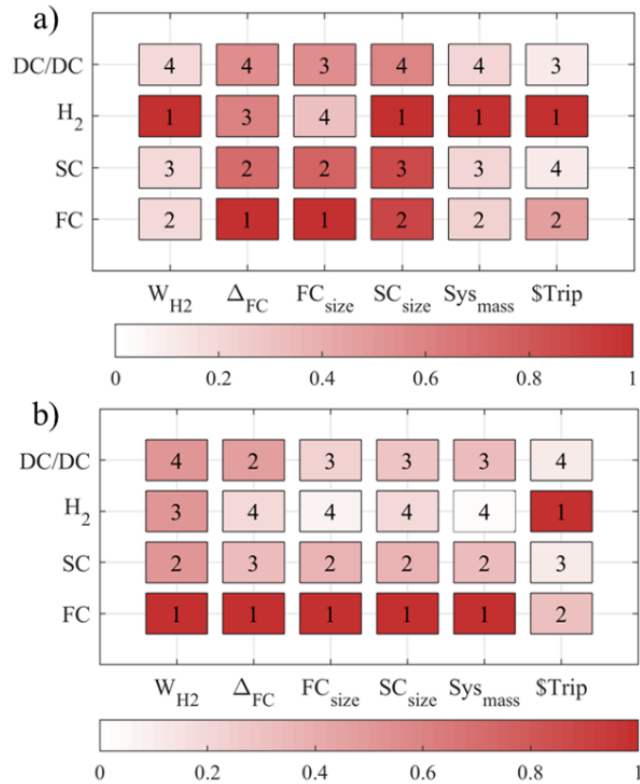 a)
DC/DC 4 4 3 4 4 3
H2 1 3 4 1 1 1
SC 3 2 2 3 3 4
FC 2 1 1 2 2 2
WH2 ΔFC FCsize SCsize Sysmass $Trip
0 0.2 0.4 0.6 0.8 1
b)
DC/DC 4 2 3 3 3 4
H2 3 4 4 4 4 1
SC 2 3 2 2 2 3
FC 1 1 1 1 1 2
WH2 ΔFC FCsize SCsize Sysmass $Trip
0 0.2 0.4 0.6 0.8 1